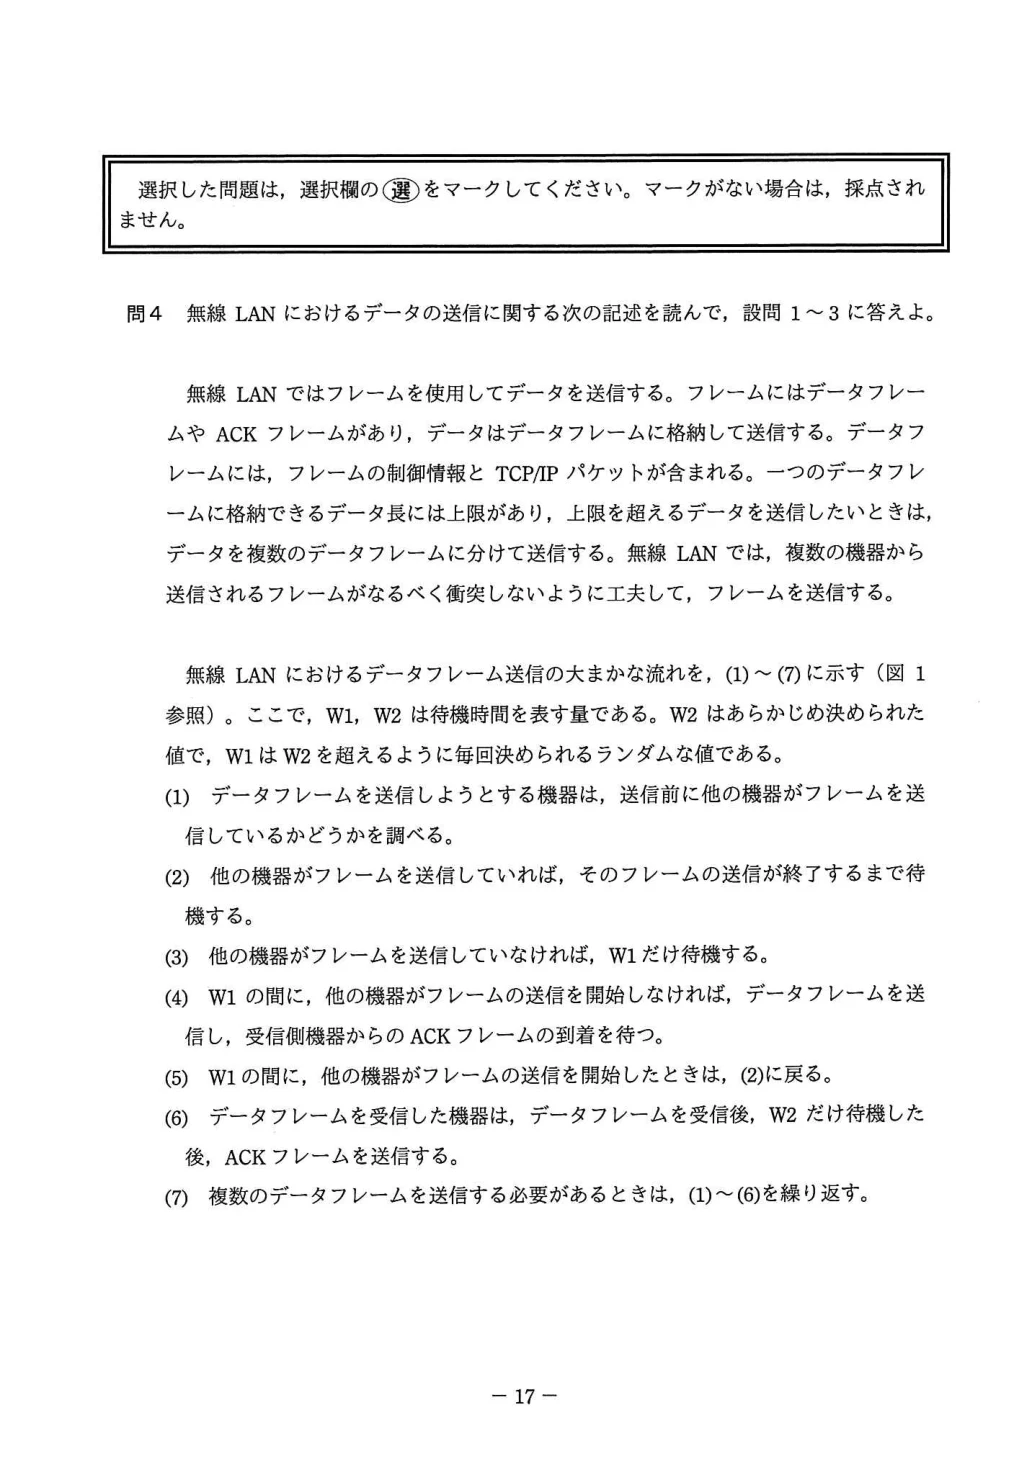 選択した問題は，選択欄の(選)をマークしてください。マークがない場合は，採点され
ません。
問4　無線 LAN におけるデータの送信に関する次の記述を読んで，設問 1～3 に答えよ。
無線 LAN ではフレームを使用してデータを送信する。フレームにはデータフレー
ムや ACK フレームがあり，データはデータフレームに格納して送信する。データフ
レームには，フレームの制御情報と TCP/IP パケットが含まれる。一つのデータフレ
ームに格納できるデータ長には上限があり，上限を超えるデータを送信したいときは，
データを複数のデータフレームに分けて送信する。無線 LAN では，複数の機器から
送信されるフレームがなるべく衝突しないように工夫して，フレームを送信する。
無線 LAN におけるデータフレーム送信の大まかな流れを，(1)～(7)に示す（図 1
参照）。ここで，W1，W2 は待機時間を表す量である。W2 はあらかじめ決められた
値で，W1 は W2 を超えるように毎回決められるランダムな値である。
(1)　データフレームを送信しようとする機器は，送信前に他の機器がフレームを送
信しているかどうかを調べる。
(2)　他の機器がフレームを送信していれば，そのフレームの送信が終了するまで待
機する。
(3)　他の機器がフレームを送信していなければ，W1 だけ待機する。
(4)　W1 の間に，他の機器がフレームの送信を開始しなければ，データフレームを送
信し，受信側機器からの ACK フレームの到着を待つ。
(5)　W1 の間に，他の機器がフレームの送信を開始したときは，(2)に戻る。
(6)　データフレームを受信した機器は，データフレームを受信後，W2 だけ待機した
後，ACK フレームを送信する。
(7)　複数のデータフレームを送信する必要があるときは，(1)～(6)を繰り返す。
－ 17 －